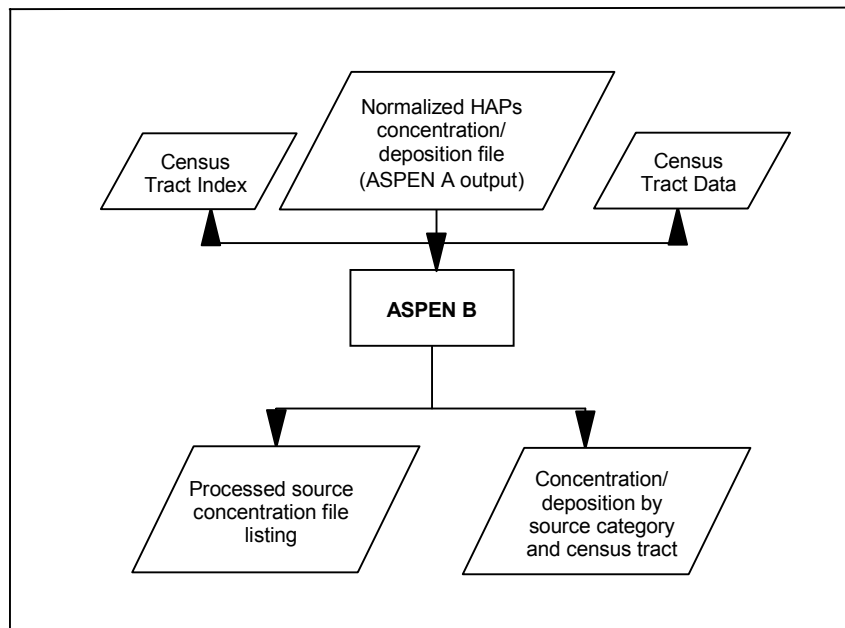 Normalized HAPs
concentration/
deposition file
(ASPEN A output)
Census
Tract Index
Census
Tract Data
ASPEN B
Processed source
concentration file
listing
Concentration/
deposition by
source category
and census tract